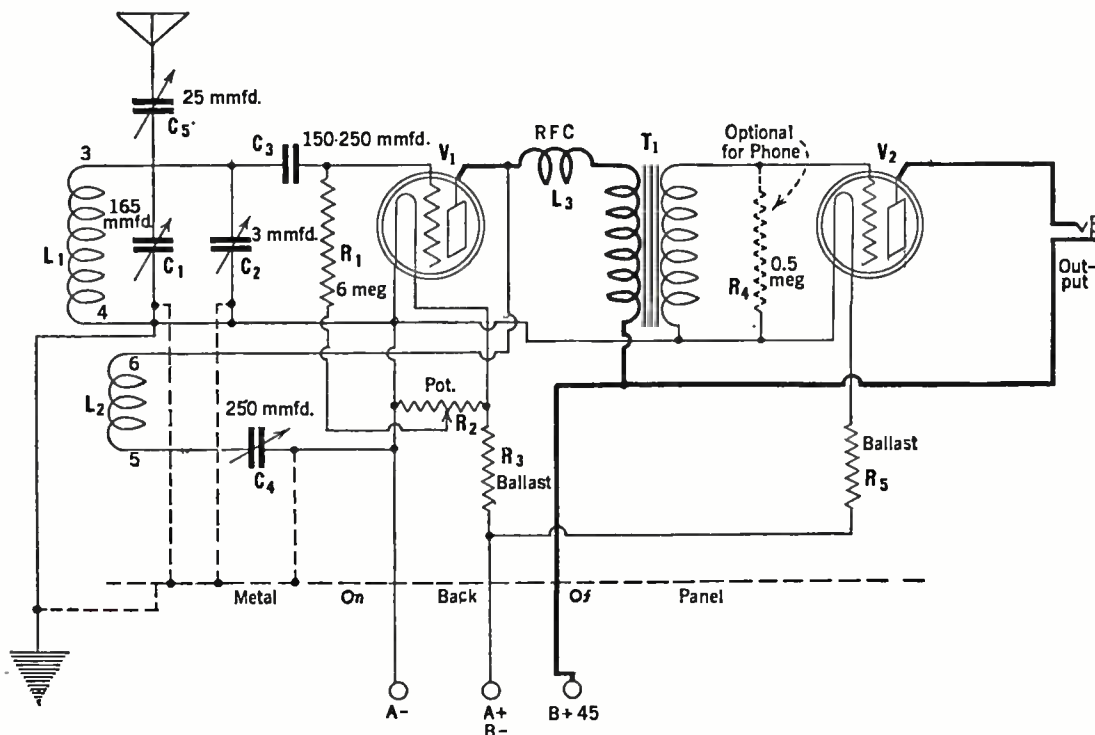 25 mmfd.
C5
3
C3
150-250 mmfd.
V1
RFC
L3
T1
Optional
for Phone
V2
165
mmfd.
L1
C1
3 mmfd.
C2
R1
6 meg
R4
0.5
meg
Out-
put
4
6
L2
5
250 mmfd.
C4
Pot.
R2
R3
Ballast
Ballast
R5
Metal On Back Of Panel
A-
A+
B-
B+45